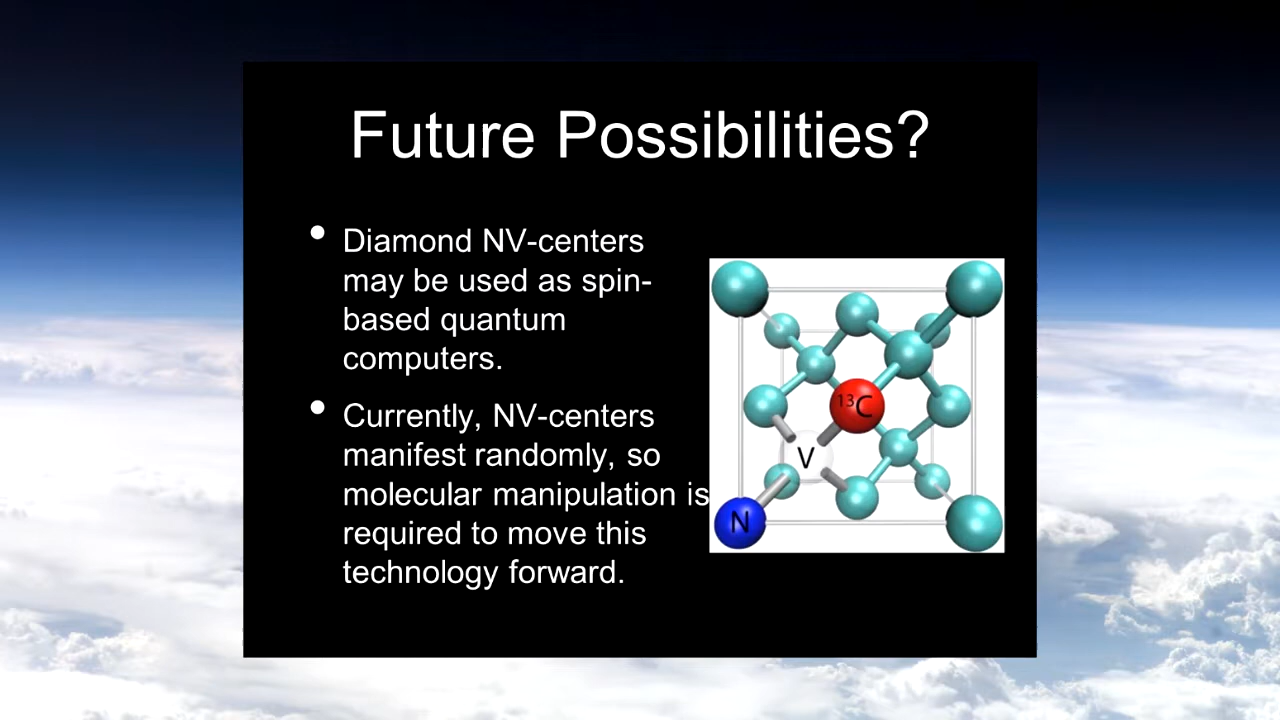 Future Possibilities?
• Diamond NV-centers
may be used as spin-
based quantum
computers.
• Currently, NV-centers
manifest randomly, so
molecular manipulation is
required to move this
technology forward.
¹³C
V
N